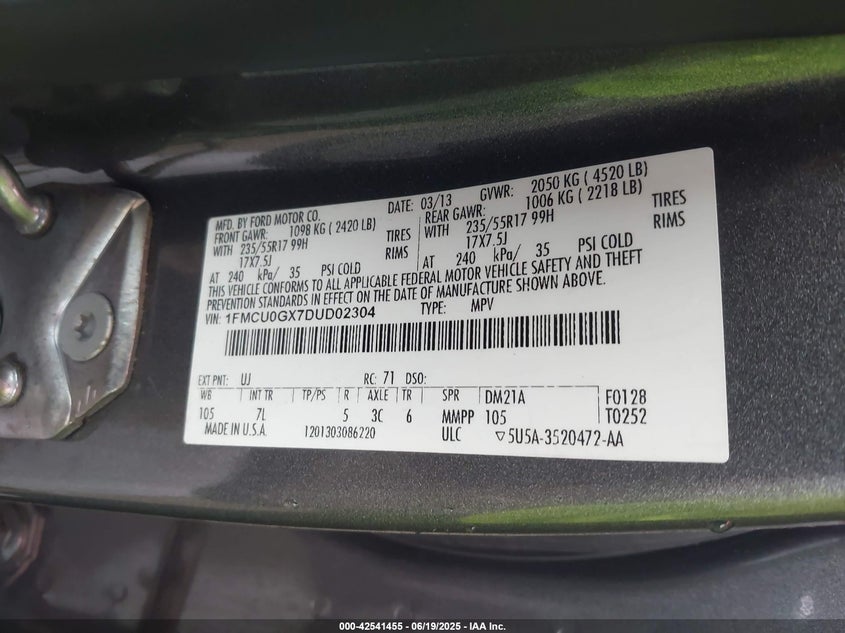 MFD. BY FORD MOTOR CO. DATE: 03/13 GVWR: 2050 KG ( 4520 LB)
FRONT GAWR: 1098 KG ( 2420 LB) REAR GAWR: 1006 KG ( 2218 LB)
WITH 235/55R17 99H TIRES WITH 235/55R17 99H TIRES
17X7.5J RIMS 17X7.5J RIMS
AT 240 kPa/ 35 PSI COLD AT 240 kPa/ 35 PSI COLD
THIS VEHICLE CONFORMS TO ALL APPLICABLE FEDERAL MOTOR VEHICLE SAFETY AND THEFT
PREVENTION STANDARDS IN EFFECT ON THE DATE OF MANUFACTURE SHOWN ABOVE.
VIN: 1FMCU0GX7DUD02304 TYPE: MPV
EXT PNT: UJ RC: 71 DSO:
WB INT TR TP/PS R AXLE TR SPR DM21A F0128
105 7L 5 3C 6 MMPP 105 T0252
MADE IN U.S.A. 1201303086220 ULC ▽5U5A-3520472-AA
000-42541455 | 06/19/2025 - IAA Inc.